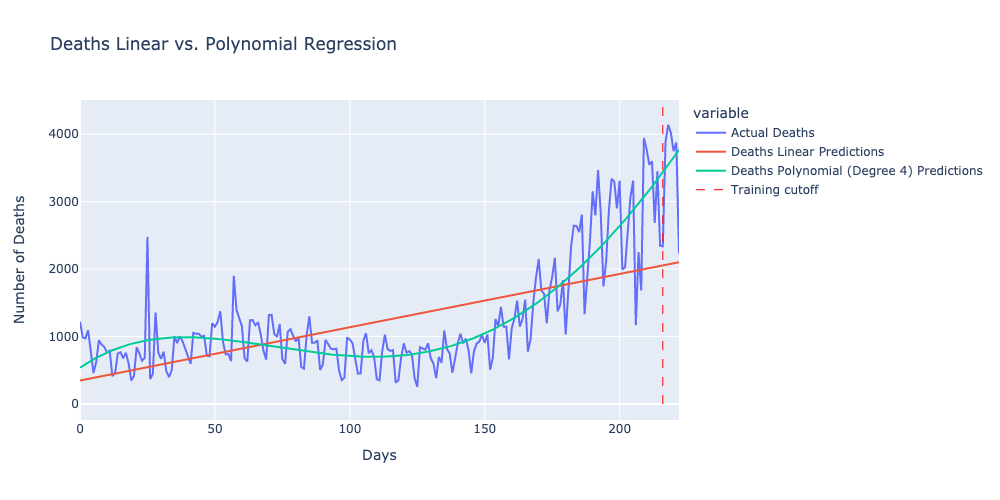 Deaths Linear vs. Polynomial Regression
variable
Actual Deaths
Deaths Linear Predictions
Deaths Polynomial (Degree 4) Predictions
Training cutoff
Number of Deaths
4000
3000
2000
1000
0
0 50 100 150 200
Days